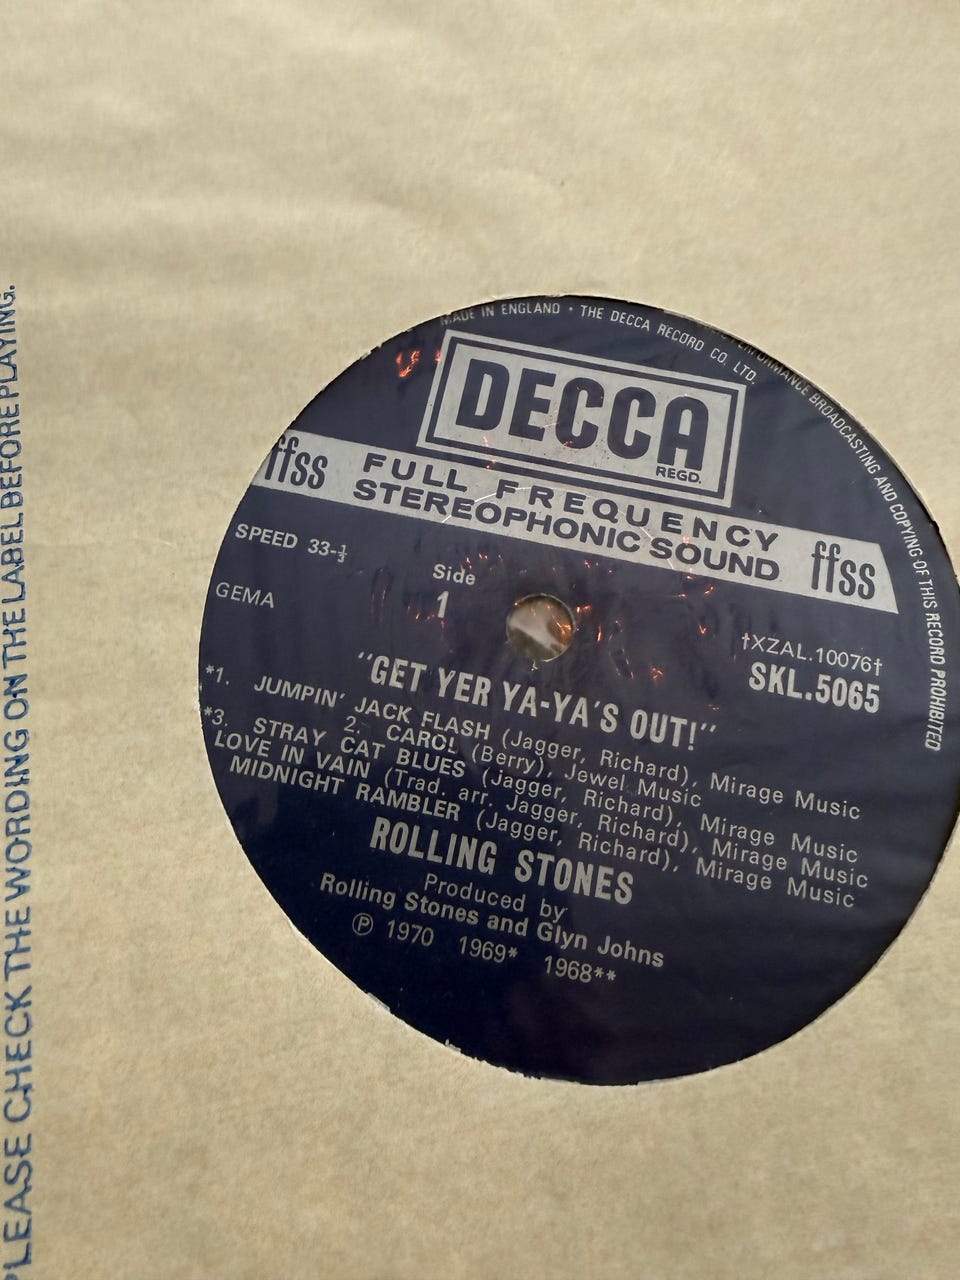 PLEASE CHECK THE WORDING ON THE LABEL BEFORE PLAYING.
MADE IN ENGLAND • THE DECCA RECORD CO. LTD.
PERFORMANCE BROADCASTING AND COPYING OF THIS RECORD PROHIBITED
DECCA
REGD.
ffss FULL FREQUENCY ffss
STEREOPHONIC SOUND
SPEED 33-⅓
Side
1
GEMA
†XZAL.10076†
SKL.5065
"GET YER YA-YA'S OUT!"
*1. JUMPIN' JACK FLASH (Jagger, Richard), Mirage Music
2. CAROL (Berry), Jewel Music
*3. STRAY CAT BLUES (Jagger, Richard), Mirage Music
LOVE IN VAIN (Trad. arr. Jagger, Richard), Mirage Music
MIDNIGHT RAMBLER (Jagger, Richard), Mirage Music
ROLLING STONES
Produced by
Rolling Stones and Glyn Johns
℗ 1970 1969* 1968**